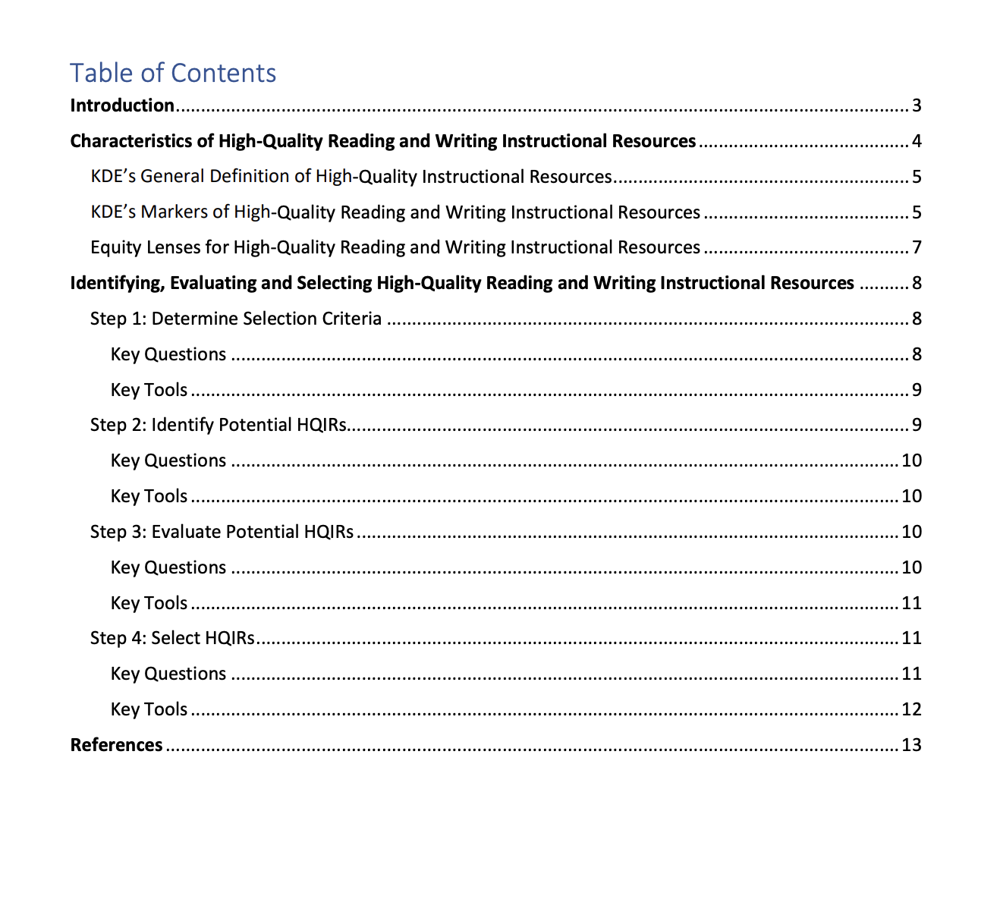 Table of Contents
Introduction.......................................................................................................................................... 3
Characteristics of High-Quality Reading and Writing Instructional Resources.......................................... 4
KDE’s General Definition of High-Quality Instructional Resources........................................................... 5
KDE’s Markers of High-Quality Reading and Writing Instructional Resources ......................................... 5
Equity Lenses for High-Quality Reading and Writing Instructional Resources ......................................... 7
Identifying, Evaluating and Selecting High-Quality Reading and Writing Instructional Resources .......... 8
Step 1: Determine Selection Criteria ........................................................................................................ 8
Key Questions ....................................................................................................................................... 8
Key Tools ............................................................................................................................................... 9
Step 2: Identify Potential HQIRs................................................................................................................ 9
Key Questions ..................................................................................................................................... 10
Key Tools ............................................................................................................................................. 10
Step 3: Evaluate Potential HQIRs ............................................................................................................ 10
Key Questions ..................................................................................................................................... 10
Key Tools ............................................................................................................................................. 11
Step 4: Select HQIRs................................................................................................................................ 11
Key Questions ..................................................................................................................................... 11
Key Tools ............................................................................................................................................. 12
References .................................................................................................................................................. 13